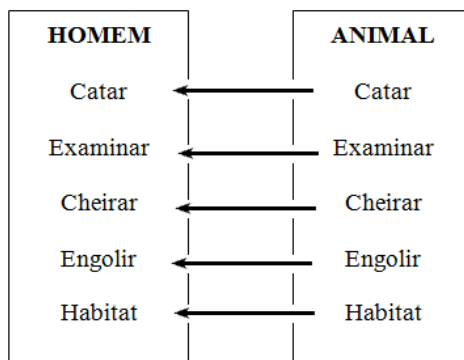 HOMEM ANIMAL
Catar Catar
Examinar Examinar
Cheirar Cheirar
Engolir Engolir
Habitat Habitat